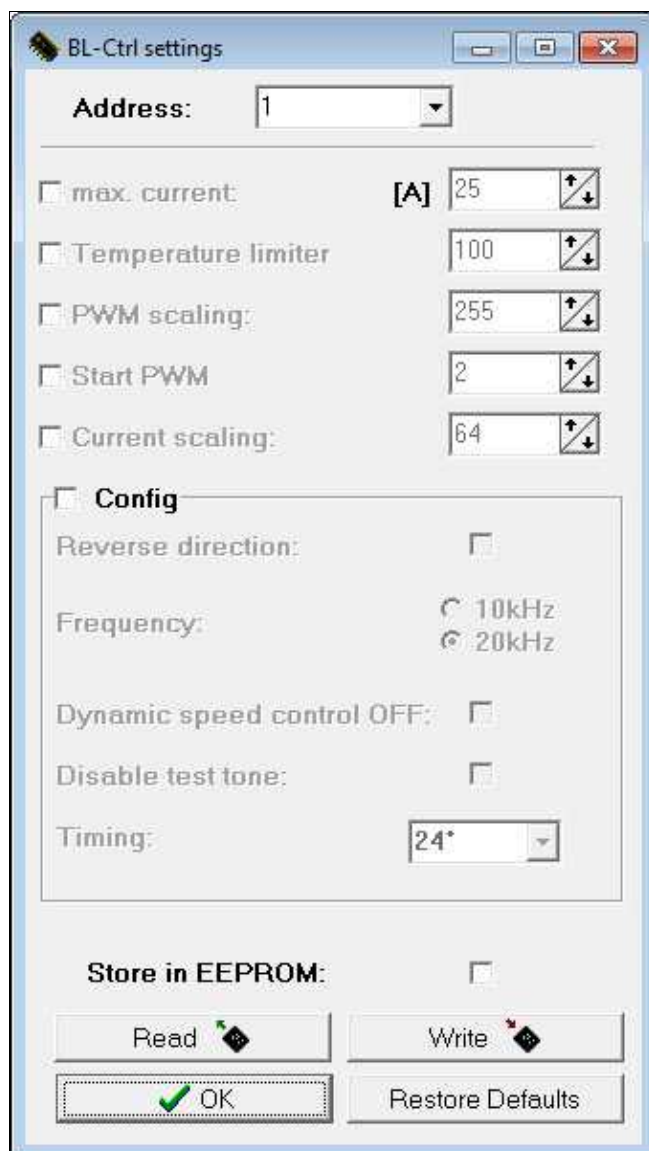 BL-Ctrl settings
Address: 1
max. current: [A] 25
Temperature limiter 100
PWM scaling: 255
Start PWM 2
Current scaling: 64
Config
Reverse direction:
Frequency: 10kHz
20kHz
Dynamic speed control OFF:
Disable test tone:
Timing: 24°
Store in EEPROM:
Read Write
OK Restore Defaults